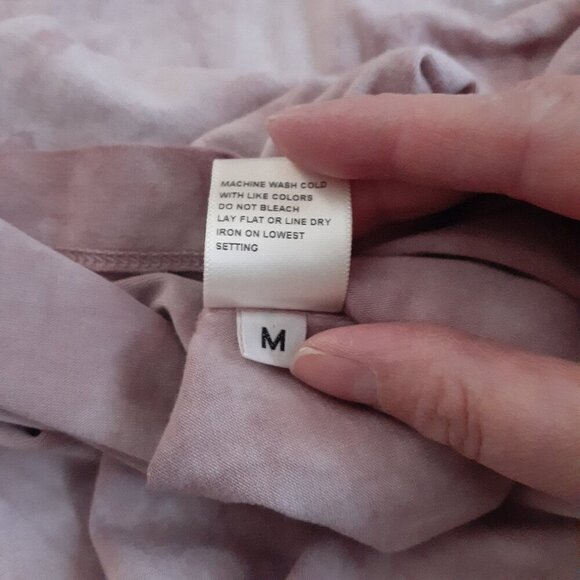 MACHINE WASH COLD
WITH LIKE COLORS
DO NOT BLEACH
LAY FLAT OR LINE DRY
IRON ON LOWEST
SETTING
M